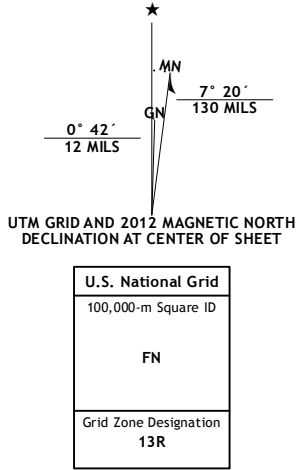 ★
MN
GN
7° 20´
130 MILS
0° 42´
12 MILS
UTM GRID AND 2012 MAGNETIC NORTH
DECLINATION AT CENTER OF SHEET
U.S. National Grid
100,000-m Square ID
FN
Grid Zone Designation
13R